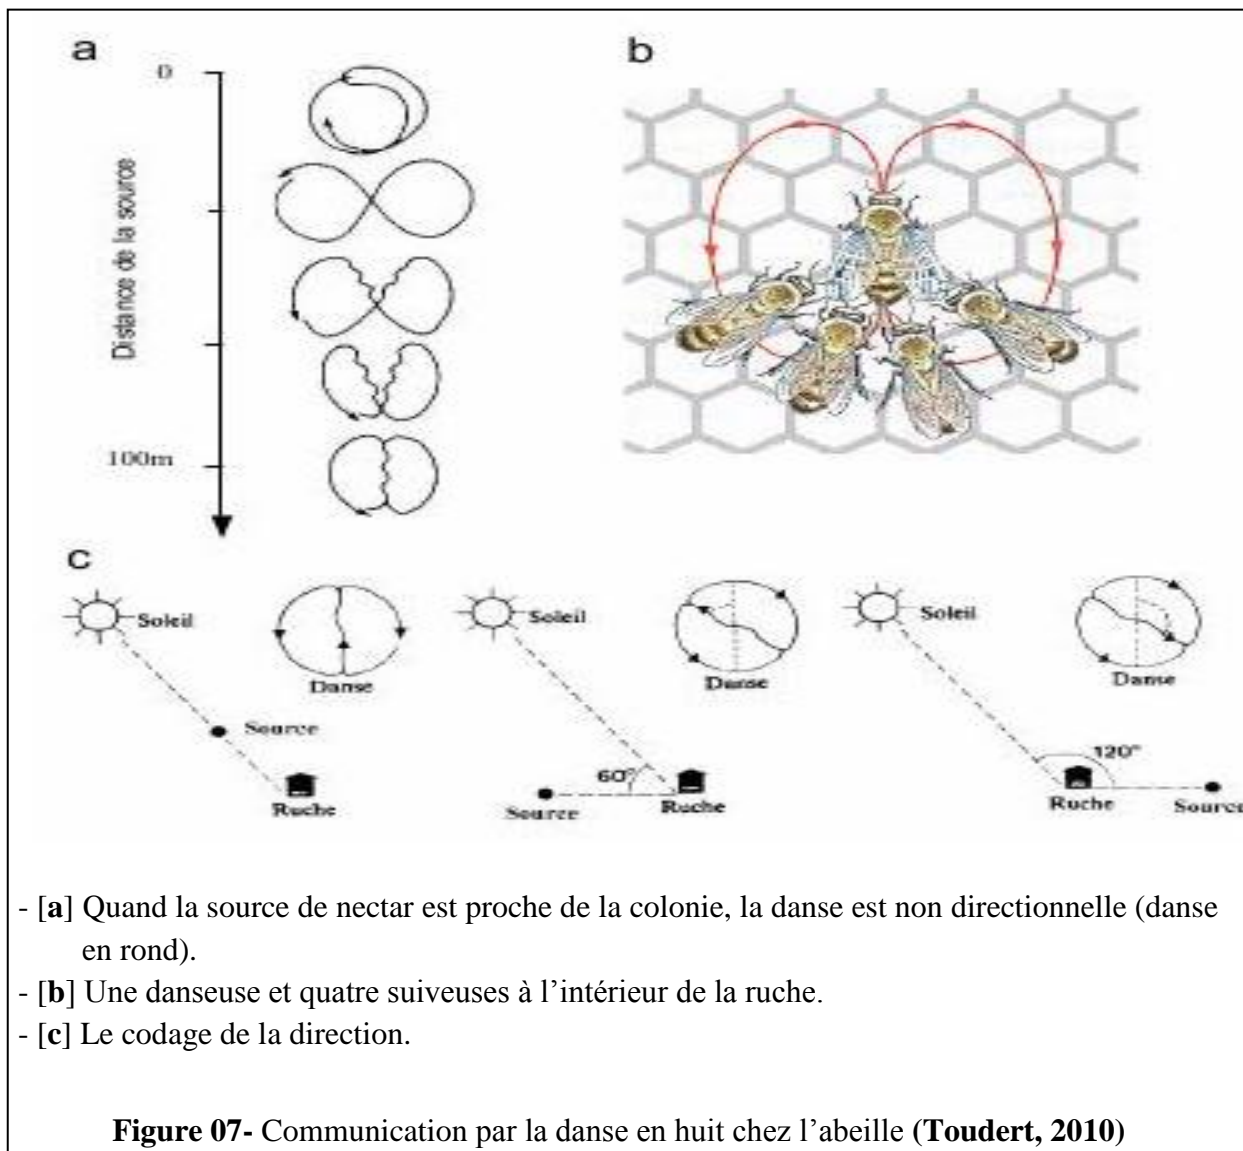 a
b
0
Distance de la source
100m
c
Soleil
Danse
Source
Ruche
Soleil
Danse
60°
Source
Ruche
Soleil
Danse
120°
Ruche
Source
- [a] Quand la source de nectar est proche de la colonie, la danse est non directionnelle (danse
en rond).
- [b] Une danseuse et quatre suiveuses à l’intérieur de la ruche.
- [c] Le codage de la direction.
Figure 07- Communication par la danse en huit chez l’abeille (Toudert, 2010)